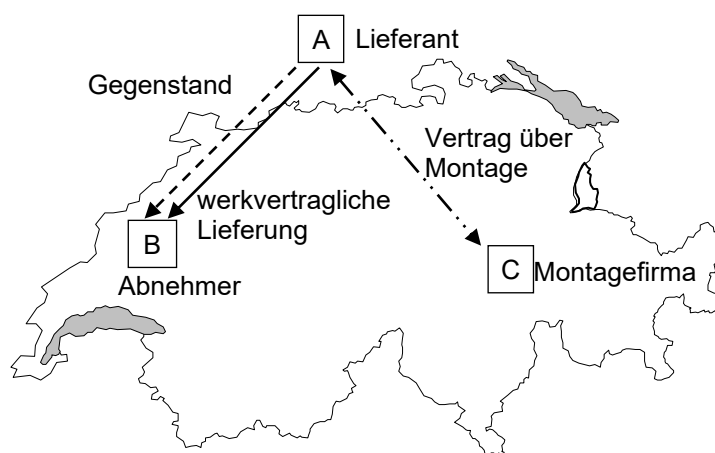 A Lieferant
Gegenstand
Vertrag über
Montage
werkvertragliche
Lieferung
B
Abnehmer
C Montagefirma